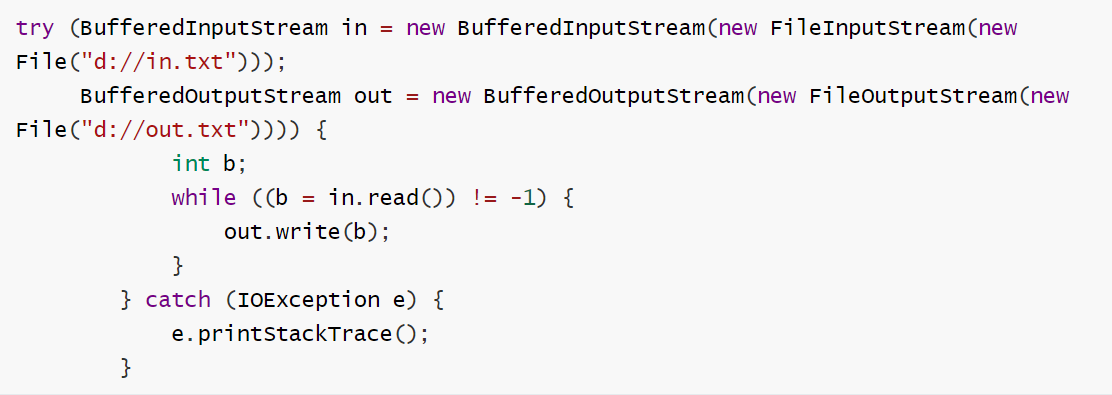 try (BufferedInputStream in = new BufferedInputStream(new FileInputStream(new
File("d://in.txt")));
     BufferedOutputStream out = new BufferedOutputStream(new FileOutputStream(new
File("d://out.txt")))) {
            int b;
            while ((b = in.read()) != -1) {
                out.write(b);
            }
        } catch (IOException e) {
            e.printStackTrace();
        }